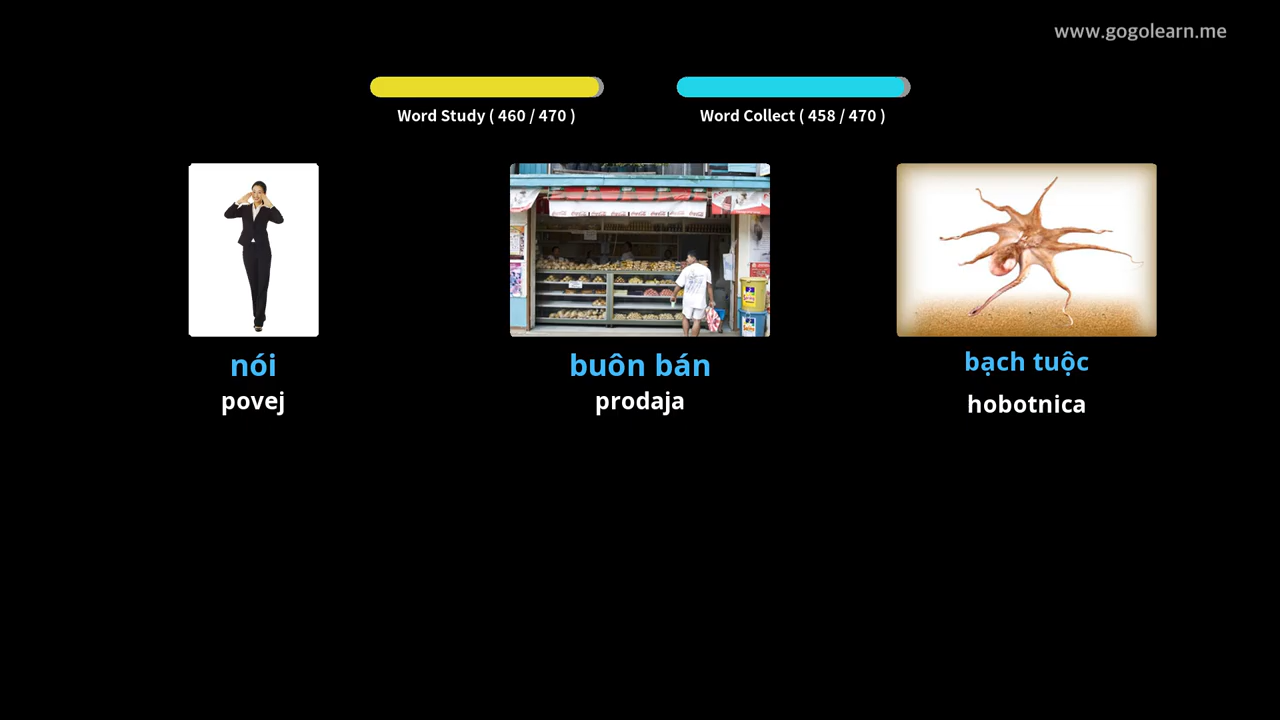 www.gogolearn.me
Word Study ( 460 / 470 )
Word Collect ( 458 / 470 )
nói
povej
buôn bán
prodaja
bạch tuộc
hobotnica